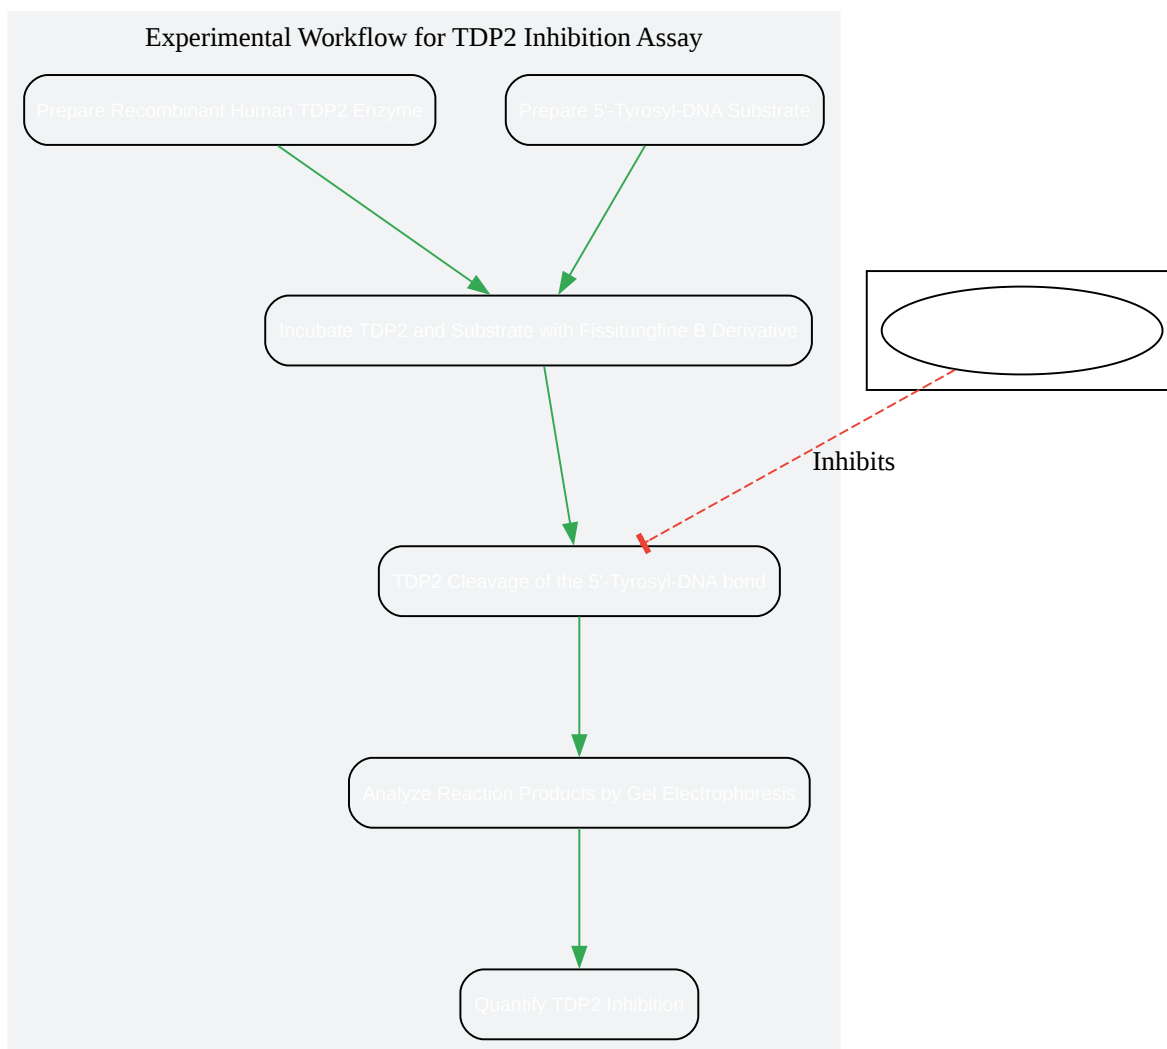 Experimental Workflow for TDP2 Inhibition Assay
Prepare Recombinant Human TDP2 Enzyme
Prepare 5'-Tyrosyl-DNA Substrate
Incubate TDP2 and Substrate with Fissitungfine B Derivative
Inhibits
TDP2 Cleavage of the 5'-Tyrosyl-DNA bond
Analyze Reaction Products by Gel Electrophoresis
Quantify TDP2 Inhibition